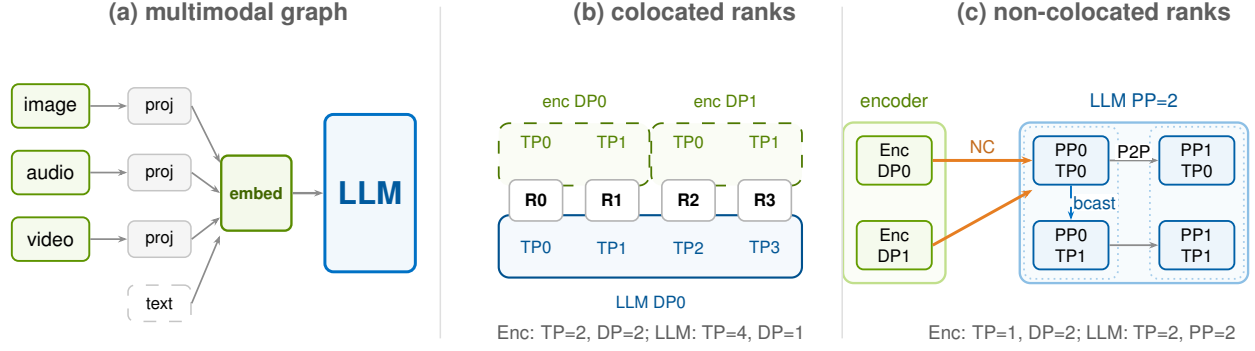 (a) multimodal graph
image
proj
audio
proj
embed
LLM
video
proj
text
(b) colocated ranks
enc DP0
enc DP1
TP0
TP1
TP0
TP1
R0
R1
R2
R3
TP0
TP1
TP2
TP3
LLM DP0
Enc: TP=2, DP=2; LLM: TP=4, DP=1
(c) non-colocated ranks
encoder
LLM PP=2
Enc
DP0
NC
PP0
TP0
P2P
PP1
TP0
bcast
Enc
DP1
PP0
TP1
PP1
TP1
Enc: TP=1, DP=2; LLM: TP=2, PP=2